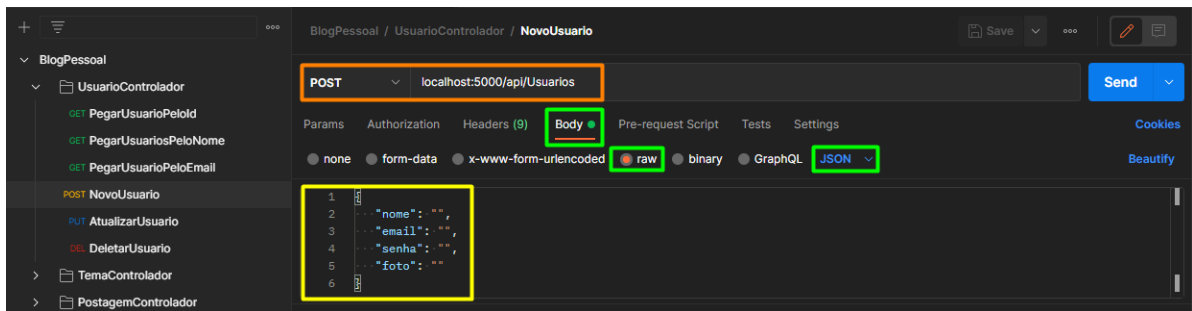 BlogPessoal / UsuarioControlador / NovoUsuario
Save
BlogPessoal
UsuarioControlador
GET PegarUsuarioPeloId
GET PegarUsuariosPeloNome
GET PegarUsuarioPeloEmail
POST NovoUsuario
PUT AtualizarUsuario
DEL DeletarUsuario
TemaControlador
PostagemControlador
POST localhost:5000/api/Usuarios
Send
Params Authorization Headers (9) Body Pre-request Script Tests Settings Cookies
none form-data x-www-form-urlencoded raw binary GraphQL JSON Beautify
1 {
2 "nome": "",
3 "email": "",
4 "senha": "",
5 "foto": ""
6 }